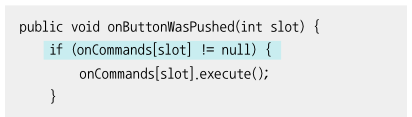 public void onButtonWasPushed(int slot) {
    if (onCommands[slot] != null) {
        onCommands[slot].execute();
    }